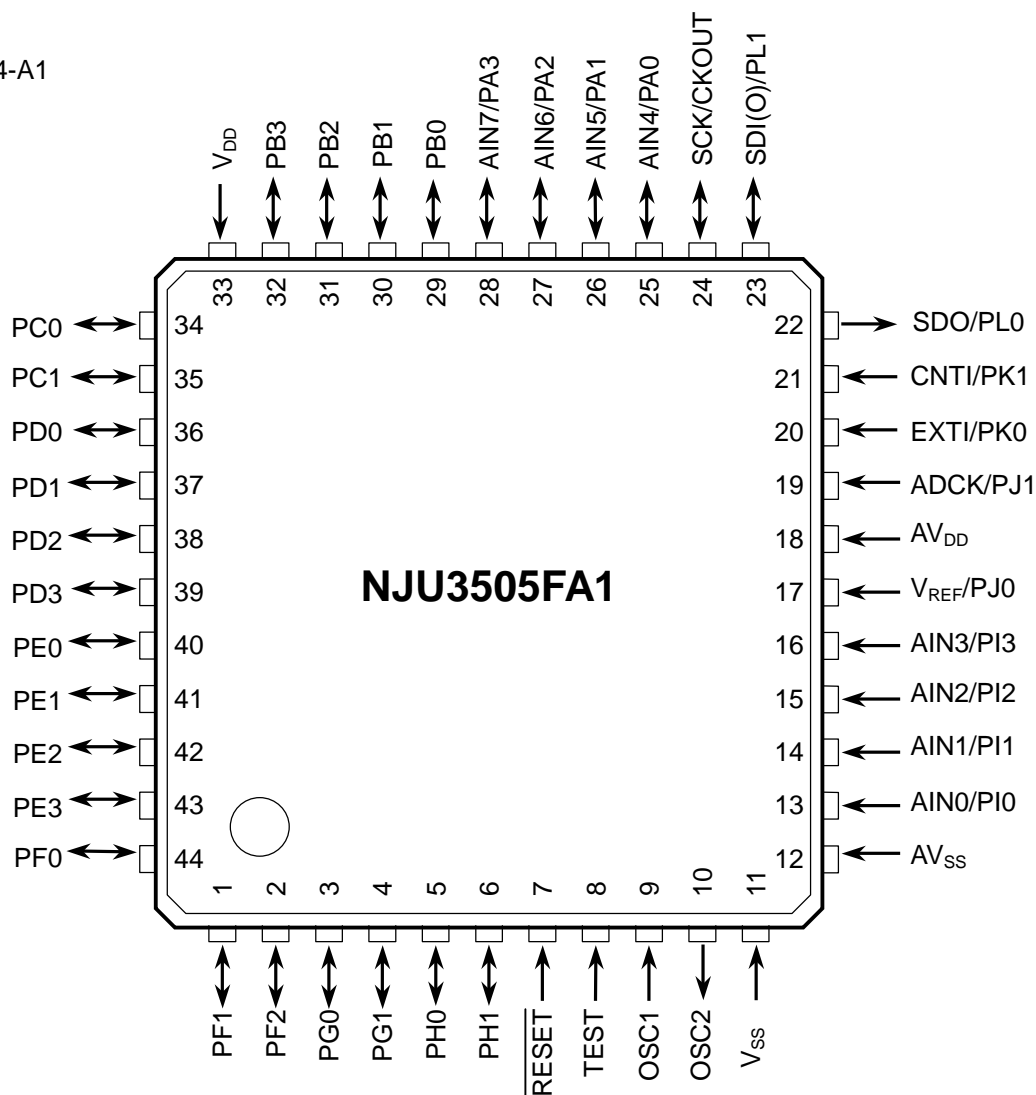 4-A1
V_DD
PB3
PB2
PB1
PB0
AIN7/PA3
AIN6/PA2
AIN5/PA1
AIN4/PA0
SCK/CKOUT
SDI(O)/PL1
33
32
31
30
29
28
27
26
25
24
23
PC0
34
22
SDO/PL0
PC1
35
21
CNTI/PK1
PD0
36
20
EXTI/PK0
PD1
37
19
ADCK/PJ1
PD2
38
18
AV_DD
PD3
39
NJU3505FA1
17
V_REF/PJ0
PE0
40
16
AIN3/PI3
PE1
41
15
AIN2/PI2
PE2
42
14
AIN1/PI1
PE3
43
13
AIN0/PI0
PF0
44
12
AV_SS
1
2
3
4
5
6
7
8
9
10
11
PF1
PF2
PG0
PG1
PH0
PH1
RESET
TEST
OSC1
OSC2
V_SS